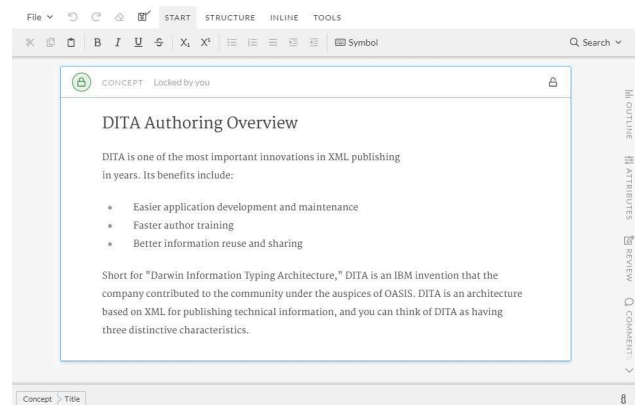 File START STRUCTURE INLINE TOOLS
B I U S X₁ X¹ Symbol Search
CONCEPT Locked by you
DITA Authoring Overview
DITA is one of the most important innovations in XML publishing
in years. Its benefits include:
Easier application development and maintenance
Faster author training
Better information reuse and sharing
Short for "Darwin Information Typing Architecture," DITA is an IBM invention that the
company contributed to the community under the auspices of OASIS. DITA is an architecture
based on XML for publishing technical information, and you can think of DITA as having
three distinctive characteristics.
OUTLINE
ATTRIBUTES
REVIEW
COMMENT
Concept Title